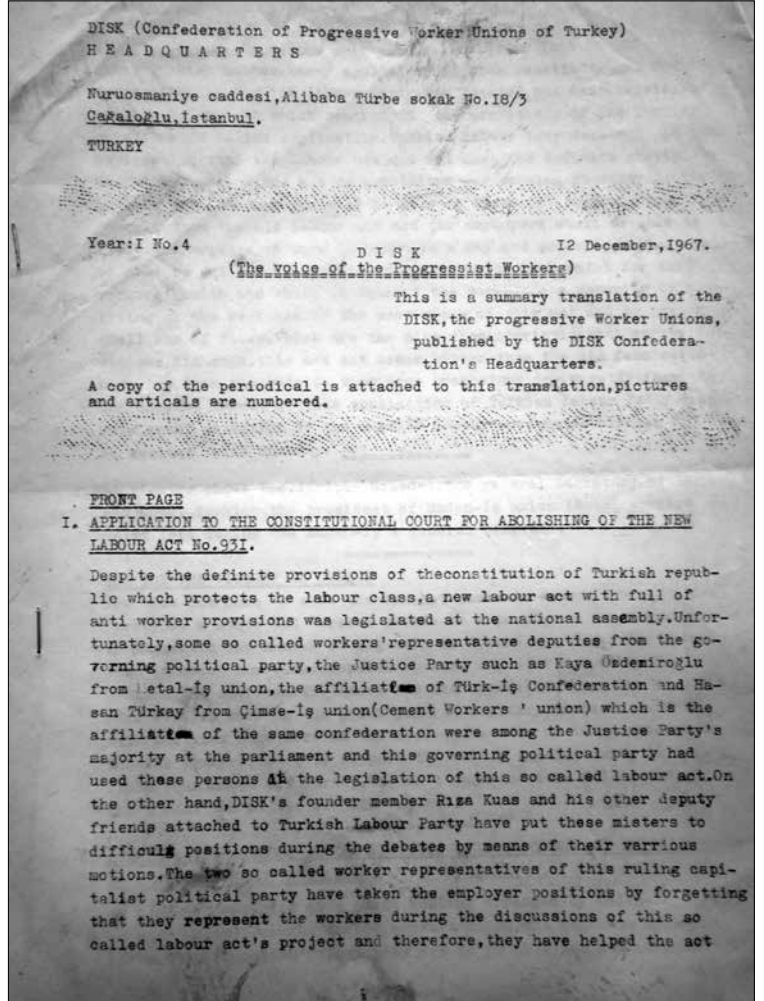 DISK (Confederation of Progressive Worker Unions of Turkey)
H E A D Q U A R T E R S
Nuruosmaniye caddesi,Alibaba Türbe sokak No.I8/3
Cağaloğlu,İstanbul.
TURKEY
Year:I No.4
D I S K
I2 December,I967.
(The voice of the Progressist Workers)
This is a summary translation of the
DISK,the progressive Worker Unions,
published by the DISK Confedera-
tion's Headquarters.
A copy of the periodical is attached to this translation,pictures
and articals are numbered.
FRONT PAGE
I. APPLICATION TO THE CONSTITUTIONAL COURT FOR ABOLISHING OF THE NEW
LABOUR ACT No.93I.
Despite the definite provisions of theconstitution of Turkish repub-
lic which protects the labour class,a new labour act with full of
anti worker provisions was legislated at the national assembly.Unfor-
tunately,some so called workers'representative deputies from the go-
verning political party,the Justice Party such as Kaya Özdemiroğlu
from Metal-İş union,the of Türk-İş Confederation and Ha-
san Türkay from Çimse-İş union(Cement Workers ' union) which is the
of the same confederation were among the Justice Party's
majority at the parliament and this governing political party had
used these persons at the legislation of this so called labour act.On
the other hand,DISK's founder member Rıza Kuas and his other deputy
friends attached to Turkish Labour Party have put these misters to
difficult positions during the debates by means of their varrious
motions.The two so called worker representatives of this ruling capi-
talist political party have taken the employer positions by forgetting
that they represent the workers during the discussions of this so
called labour act's project and therefore,they have helped the act